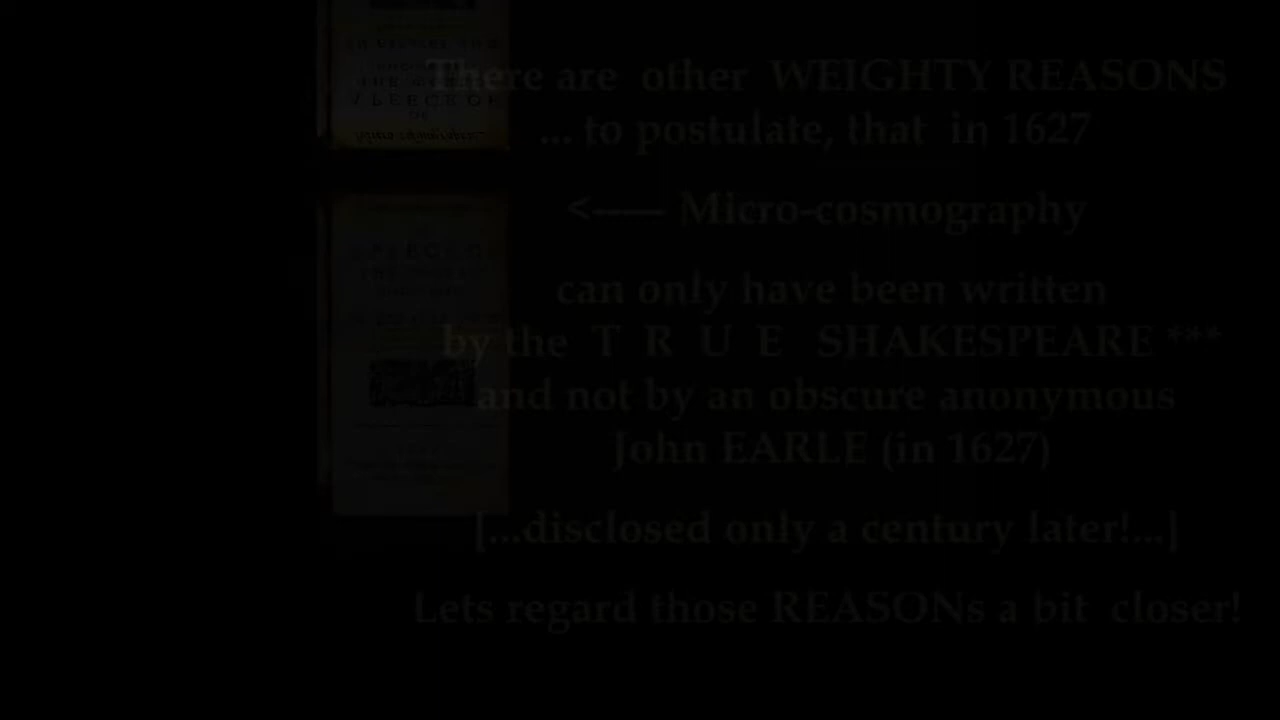 There are other WEIGHTY REASONS
... to postulate, that in 1627
<----- Micro-cosmography
can only have been written
by the T R U E SHAKESPEARE ***
and not by an obscure anonymous
John EARLE (in 1627)
[...disclosed only a century later!...]
Lets regard those REASONs a bit closer!